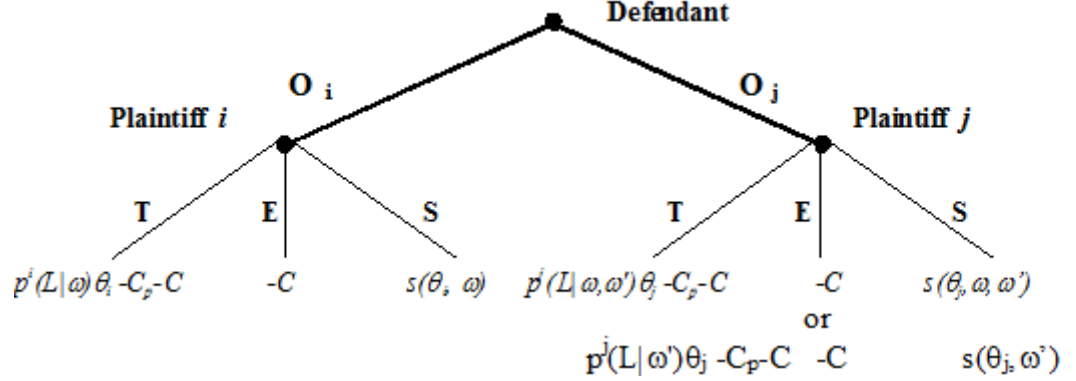 Defendant
O i O j
Plaintiff i Plaintiff j
T E S T E S
p^i(L|ω)θ_i -C_p-C -C s(θ_i, ω) p^j(L|ω,ω')θ_j -C_p-C -C s(θ_j, ω, ω')
or
p^j(L|ω')θ_j -C_p-C -C s(θ_j, ω')